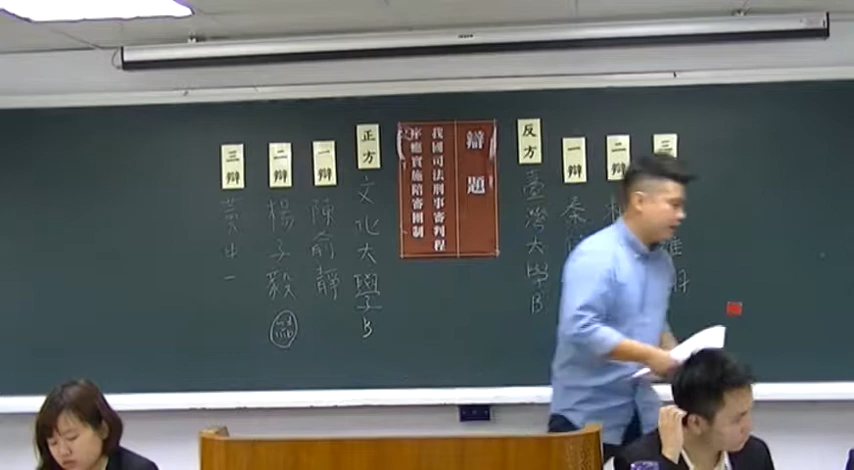 辯題
我國司法刑事審判程
序應實施陪審團制
正方
文化大學B
一辯
陳俞靜
二辯
楊子毅
三辯
黃中一
反方
臺灣大學B
一辯
秦
二辯
三辯